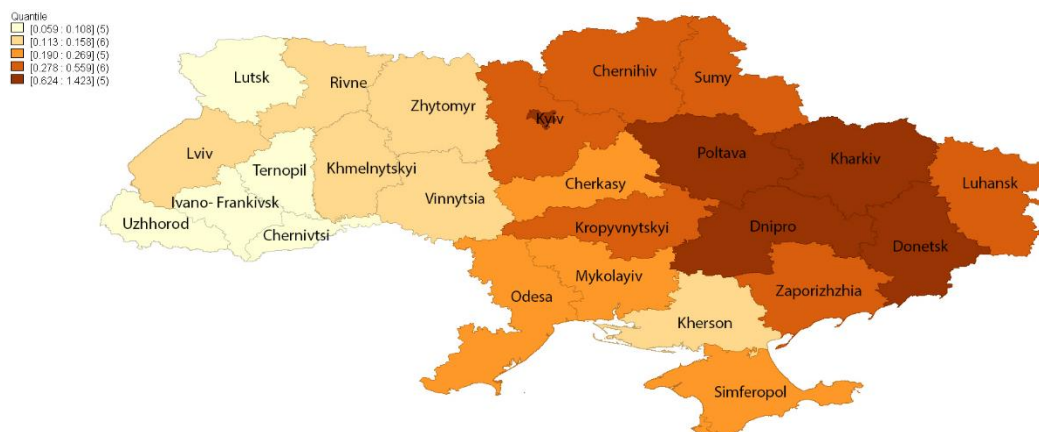 Quantile
[0.059 : 0.108] (5)
[0.113 : 0.158] (6)
[0.190 : 0.269] (5)
[0.278 : 0.559] (6)
[0.624 : 1.423] (5)
Lutsk
Rivne
Zhytomyr
Kyiv
Chernihiv
Sumy
Lviv
Ternopil
Khmelnytskyi
Vinnytsia
Cherkasy
Poltava
Kharkiv
Luhansk
Ivano- Frankivsk
Uzhhorod
Chernivtsi
Kropyvnytskyi
Dnipro
Donetsk
Odesa
Mykolayiv
Zaporizhzhia
Kherson
Simferopol